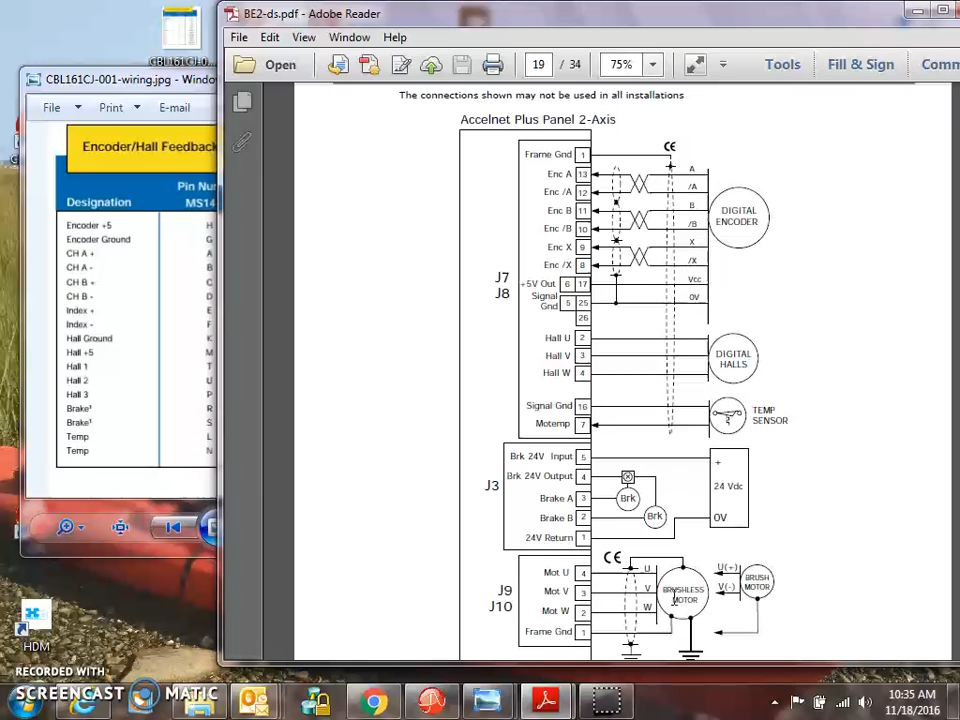 BE2-ds.pdf - Adobe Reader
File Edit View Window Help
Open 19 / 34 75% Tools Fill & Sign Comm
CBL161CJ-001-wiring.jpg - Windo
File Print E-mail
Encoder/Hall Feedback
Pin Nu
Designation MS14
Encoder +5 H
Encoder Ground G
CH A + A
CH A - B
CH B + C
CH B - D
Index + E
Index - F
Hall Ground K
Hall +5 M
Hall 1 T
Hall 2 U
Hall 3 P
Brake¹ R
Brake¹ S
Temp L
Temp N
The connections shown may not be used in all installations
Accelnet Plus Panel 2-Axis
J7
J8
Frame Gnd 1
Enc A 13 A
Enc /A 12 /A
Enc B 11 B
Enc /B 10 /B
Enc X 9 X
Enc /X 8 /X
+5V Out 6 17 Vcc
Signal
Gnd 5 25 0V
26
DIGITAL
ENCODER
Hall U 2
Hall V 3
Hall W 4
DIGITAL
HALLS
Signal Gnd 16
Motemp 7
TEMP
SENSOR
J3
Brk 24V Input 5 +
Brk 24V Output 4
Brake A 3 Brk
Brake B 2 Brk
24V Return 1
24 Vdc
0V
J9
J10
Mot U 4 U
Mot V 3 V
Mot W 2 W
Frame Gnd 1
BRUSHLESS
MOTOR
U(+)
V(-)
BRUSH
MOTOR
HDM
RECORDED WITH
SCREENCAST MATIC
10:35 AM
11/18/2016